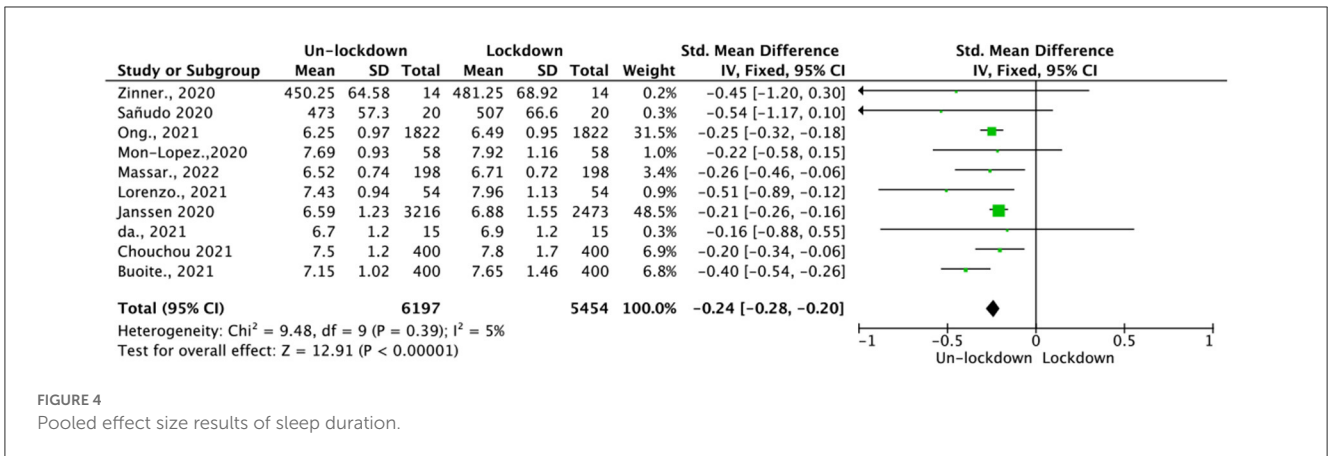 Un-lockdown Lockdown Std. Mean Difference Std. Mean Difference
Study or Subgroup Mean SD Total Mean SD Total Weight IV, Fixed, 95% CI IV, Fixed, 95% CI
Zinner., 2020 450.25 64.58 14 481.25 68.92 14 0.2% −0.45 [−1.20, 0.30]
Sañudo 2020 473 57.3 20 507 66.6 20 0.3% −0.54 [−1.17, 0.10]
Ong., 2021 6.25 0.97 1822 6.49 0.95 1822 31.5% −0.25 [−0.32, −0.18]
Mon-Lopez.,2020 7.69 0.93 58 7.92 1.16 58 1.0% −0.22 [−0.58, 0.15]
Massar., 2022 6.52 0.74 198 6.71 0.72 198 3.4% −0.26 [−0.46, −0.06]
Lorenzo., 2021 7.43 0.94 54 7.96 1.13 54 0.9% −0.51 [−0.89, −0.12]
Janssen 2020 6.59 1.23 3216 6.88 1.55 2473 48.5% −0.21 [−0.26, −0.16]
da., 2021 6.7 1.2 15 6.9 1.2 15 0.3% −0.16 [−0.88, 0.55]
Chouchou 2021 7.5 1.2 400 7.8 1.7 400 6.9% −0.20 [−0.34, −0.06]
Buoite., 2021 7.15 1.02 400 7.65 1.46 400 6.8% −0.40 [−0.54, −0.26]
Total (95% CI) 6197 5454 100.0% −0.24 [−0.28, −0.20]
Heterogeneity: Chi² = 9.48, df = 9 (P = 0.39); I² = 5%
Test for overall effect: Z = 12.91 (P < 0.00001)
-1 -0.5 0 0.5 1
Un-lockdown Lockdown
FIGURE 4
Pooled effect size results of sleep duration.